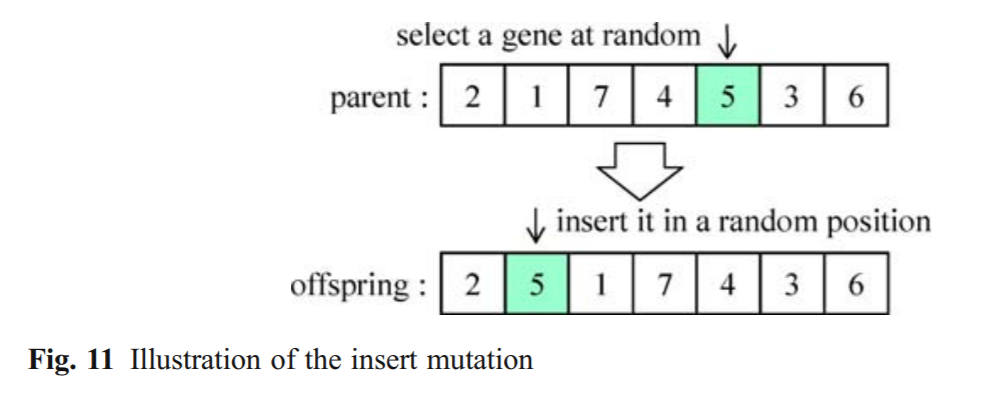 select a gene at random ↓
parent : 2 1 7 4 5 3 6
↓ insert it in a random position
offspring : 2 5 1 7 4 3 6
Fig. 11 Illustration of the insert mutation